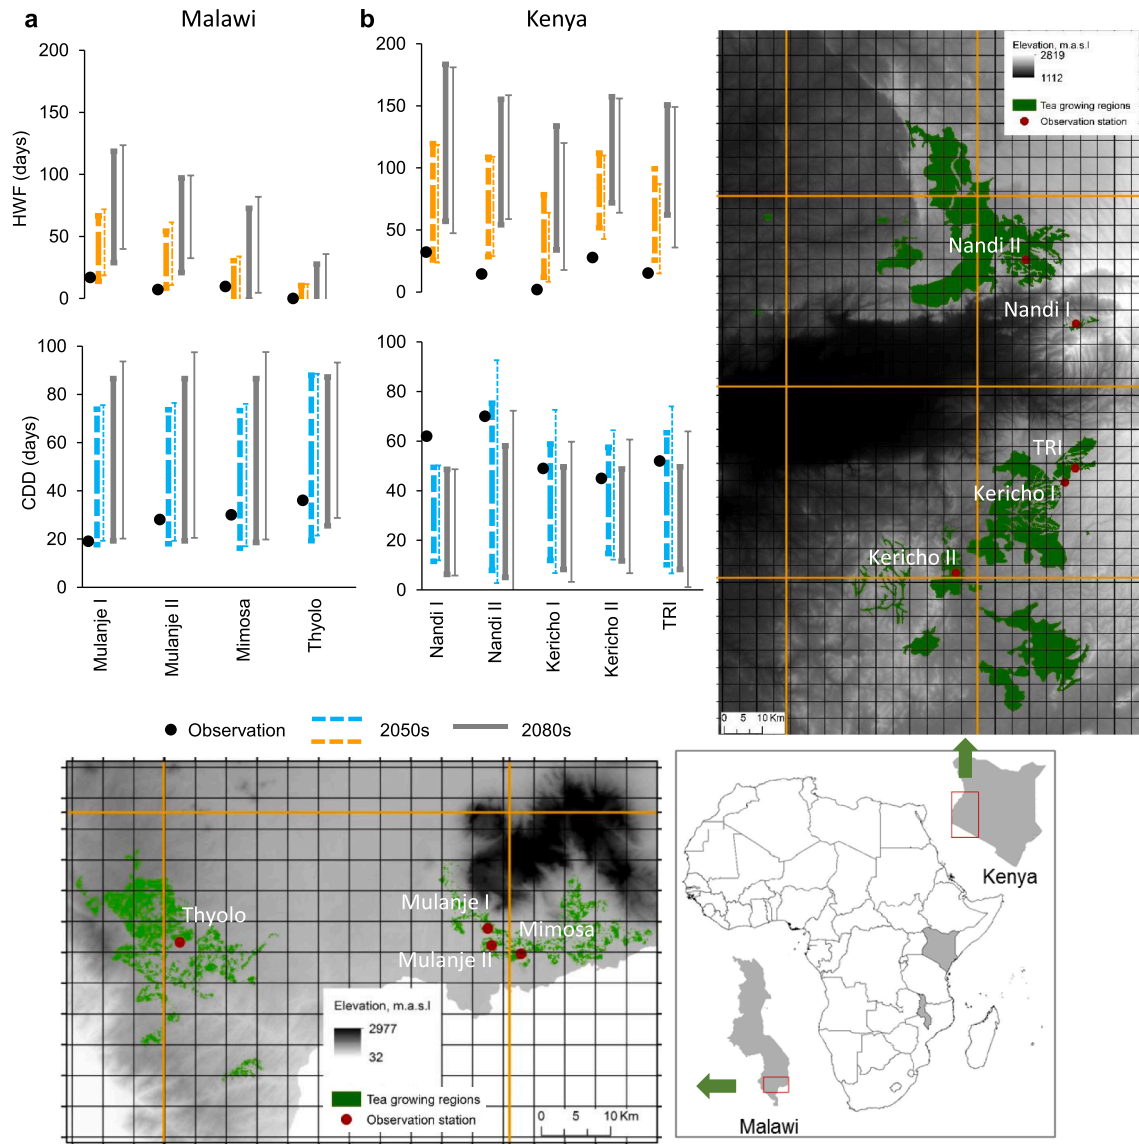 a Malawi
b Kenya
HWF (days)
200
150
100
50
0
200
150
100
50
0
CDD (days)
100
80
60
40
20
0
100
80
60
40
20
0
Mulanje I
Mulanje II
Mimosa
Thyolo
Nandi I
Nandi II
Kericho I
Kericho II
TRI
Observation
2050s
2080s
Elevation, m.a.s.l
2819
1112
Tea growing regions
Observation station
Nandi II
Nandi I
TRI
Kericho I
Kericho II
0 5 10 Km
Thyolo
Mulanje I
Mimosa
Mulanje II
Elevation, m.a.s.l
2977
32
Tea growing regions
Observation station
0 5 10 Km
Kenya
Malawi